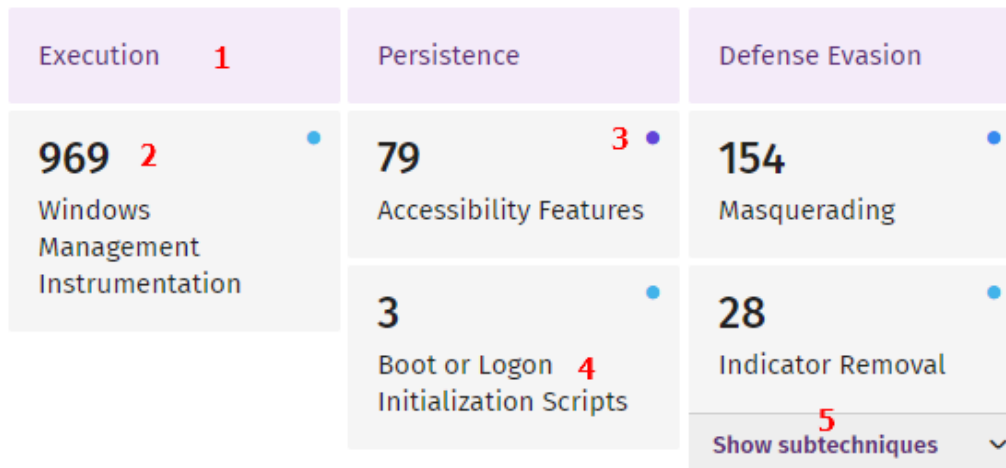 Execution 1
Persistence
Defense Evasion
969 2
Windows
Management
Instrumentation
3
79
Accessibility Features
3
Boot or Logon 4
Initialization Scripts
154
Masquerading
28
Indicator Removal
5
Show subtechniques